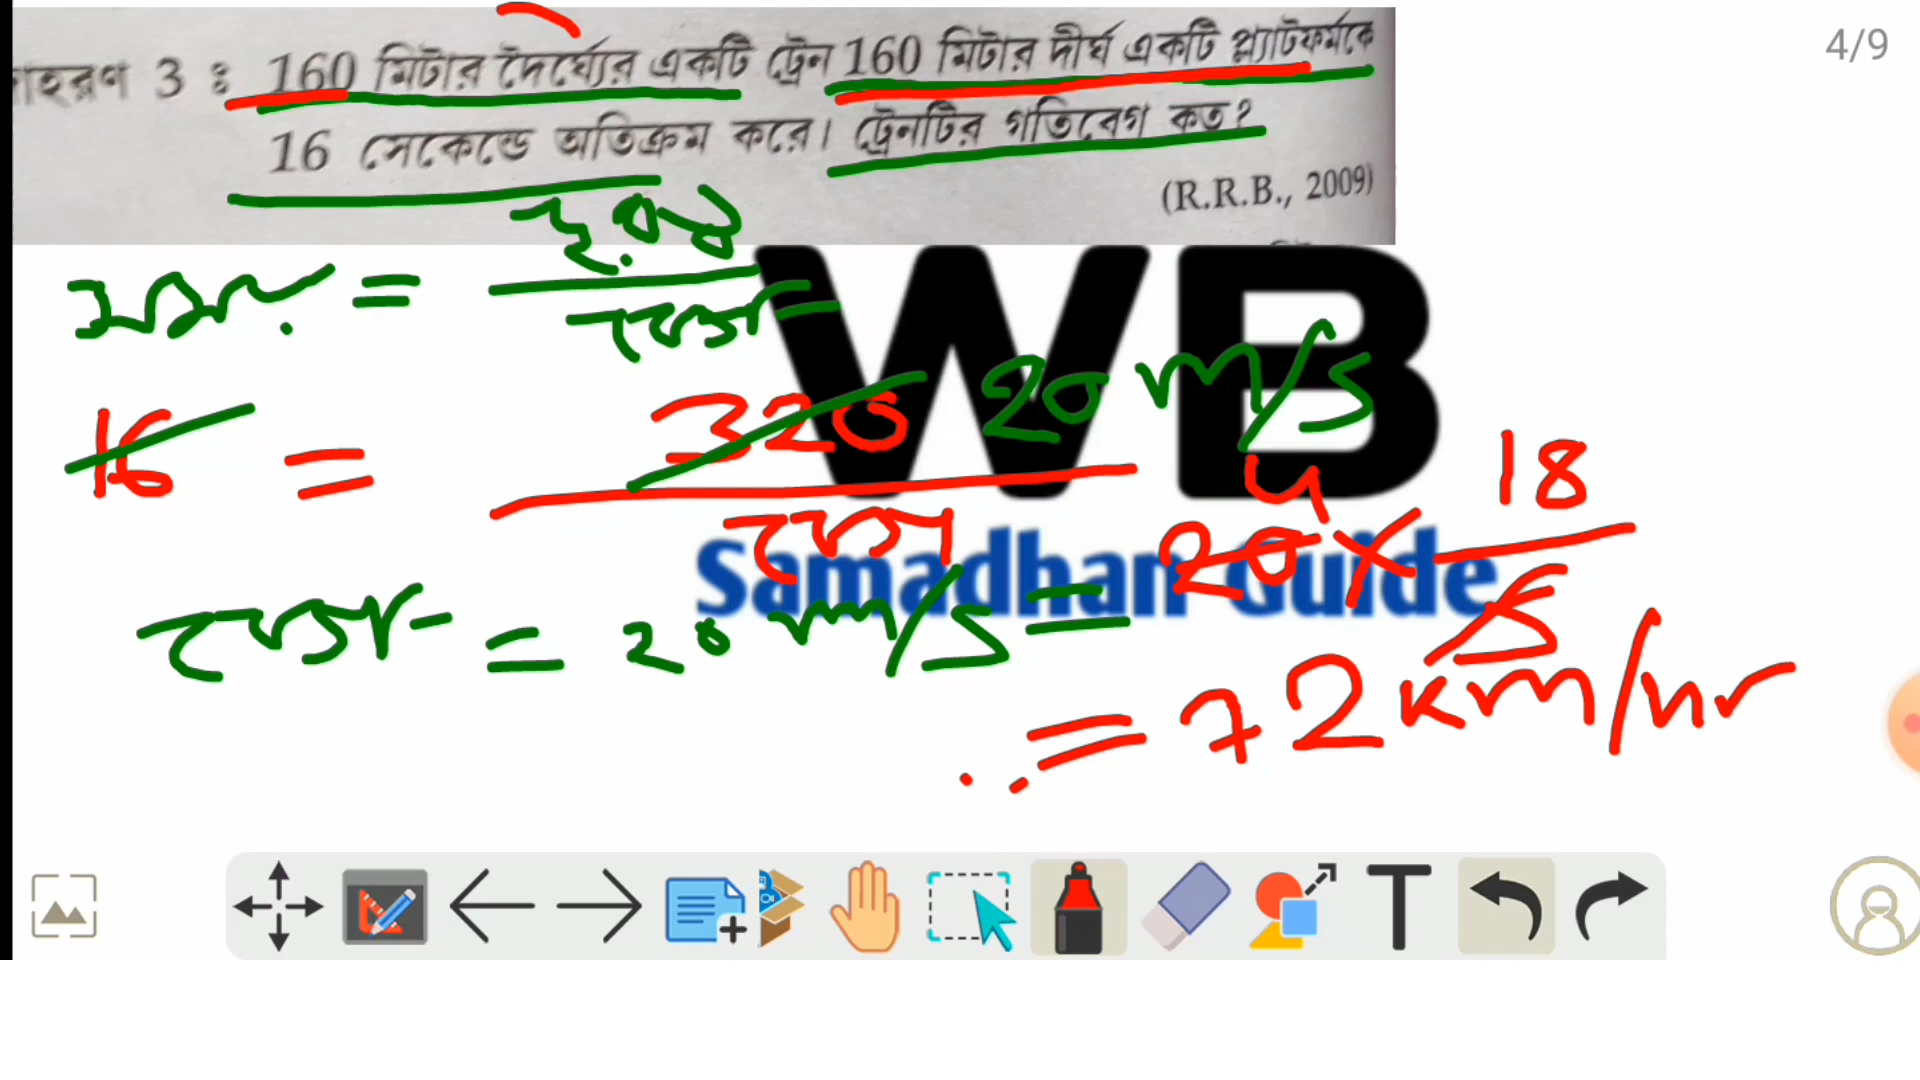 াহরণ 3 : 160 মিটার দৈর্ঘ্যের একটি ট্রেন 160 মিটার দীর্ঘ একটি প্ল্যাটফর্মকে
16 সেকেন্ডে অতিক্রম করে। ট্রেনটির গতিবেগ কত?
(R.R.B., 2009)
4/9
সময় = দূরত্ব
বেগ
16 = 320 20 m/s
বেগ
WB
Samadhan Guide
বেগ = 20 m/s = 20 4 × 18
5
= 72 km/hr
T